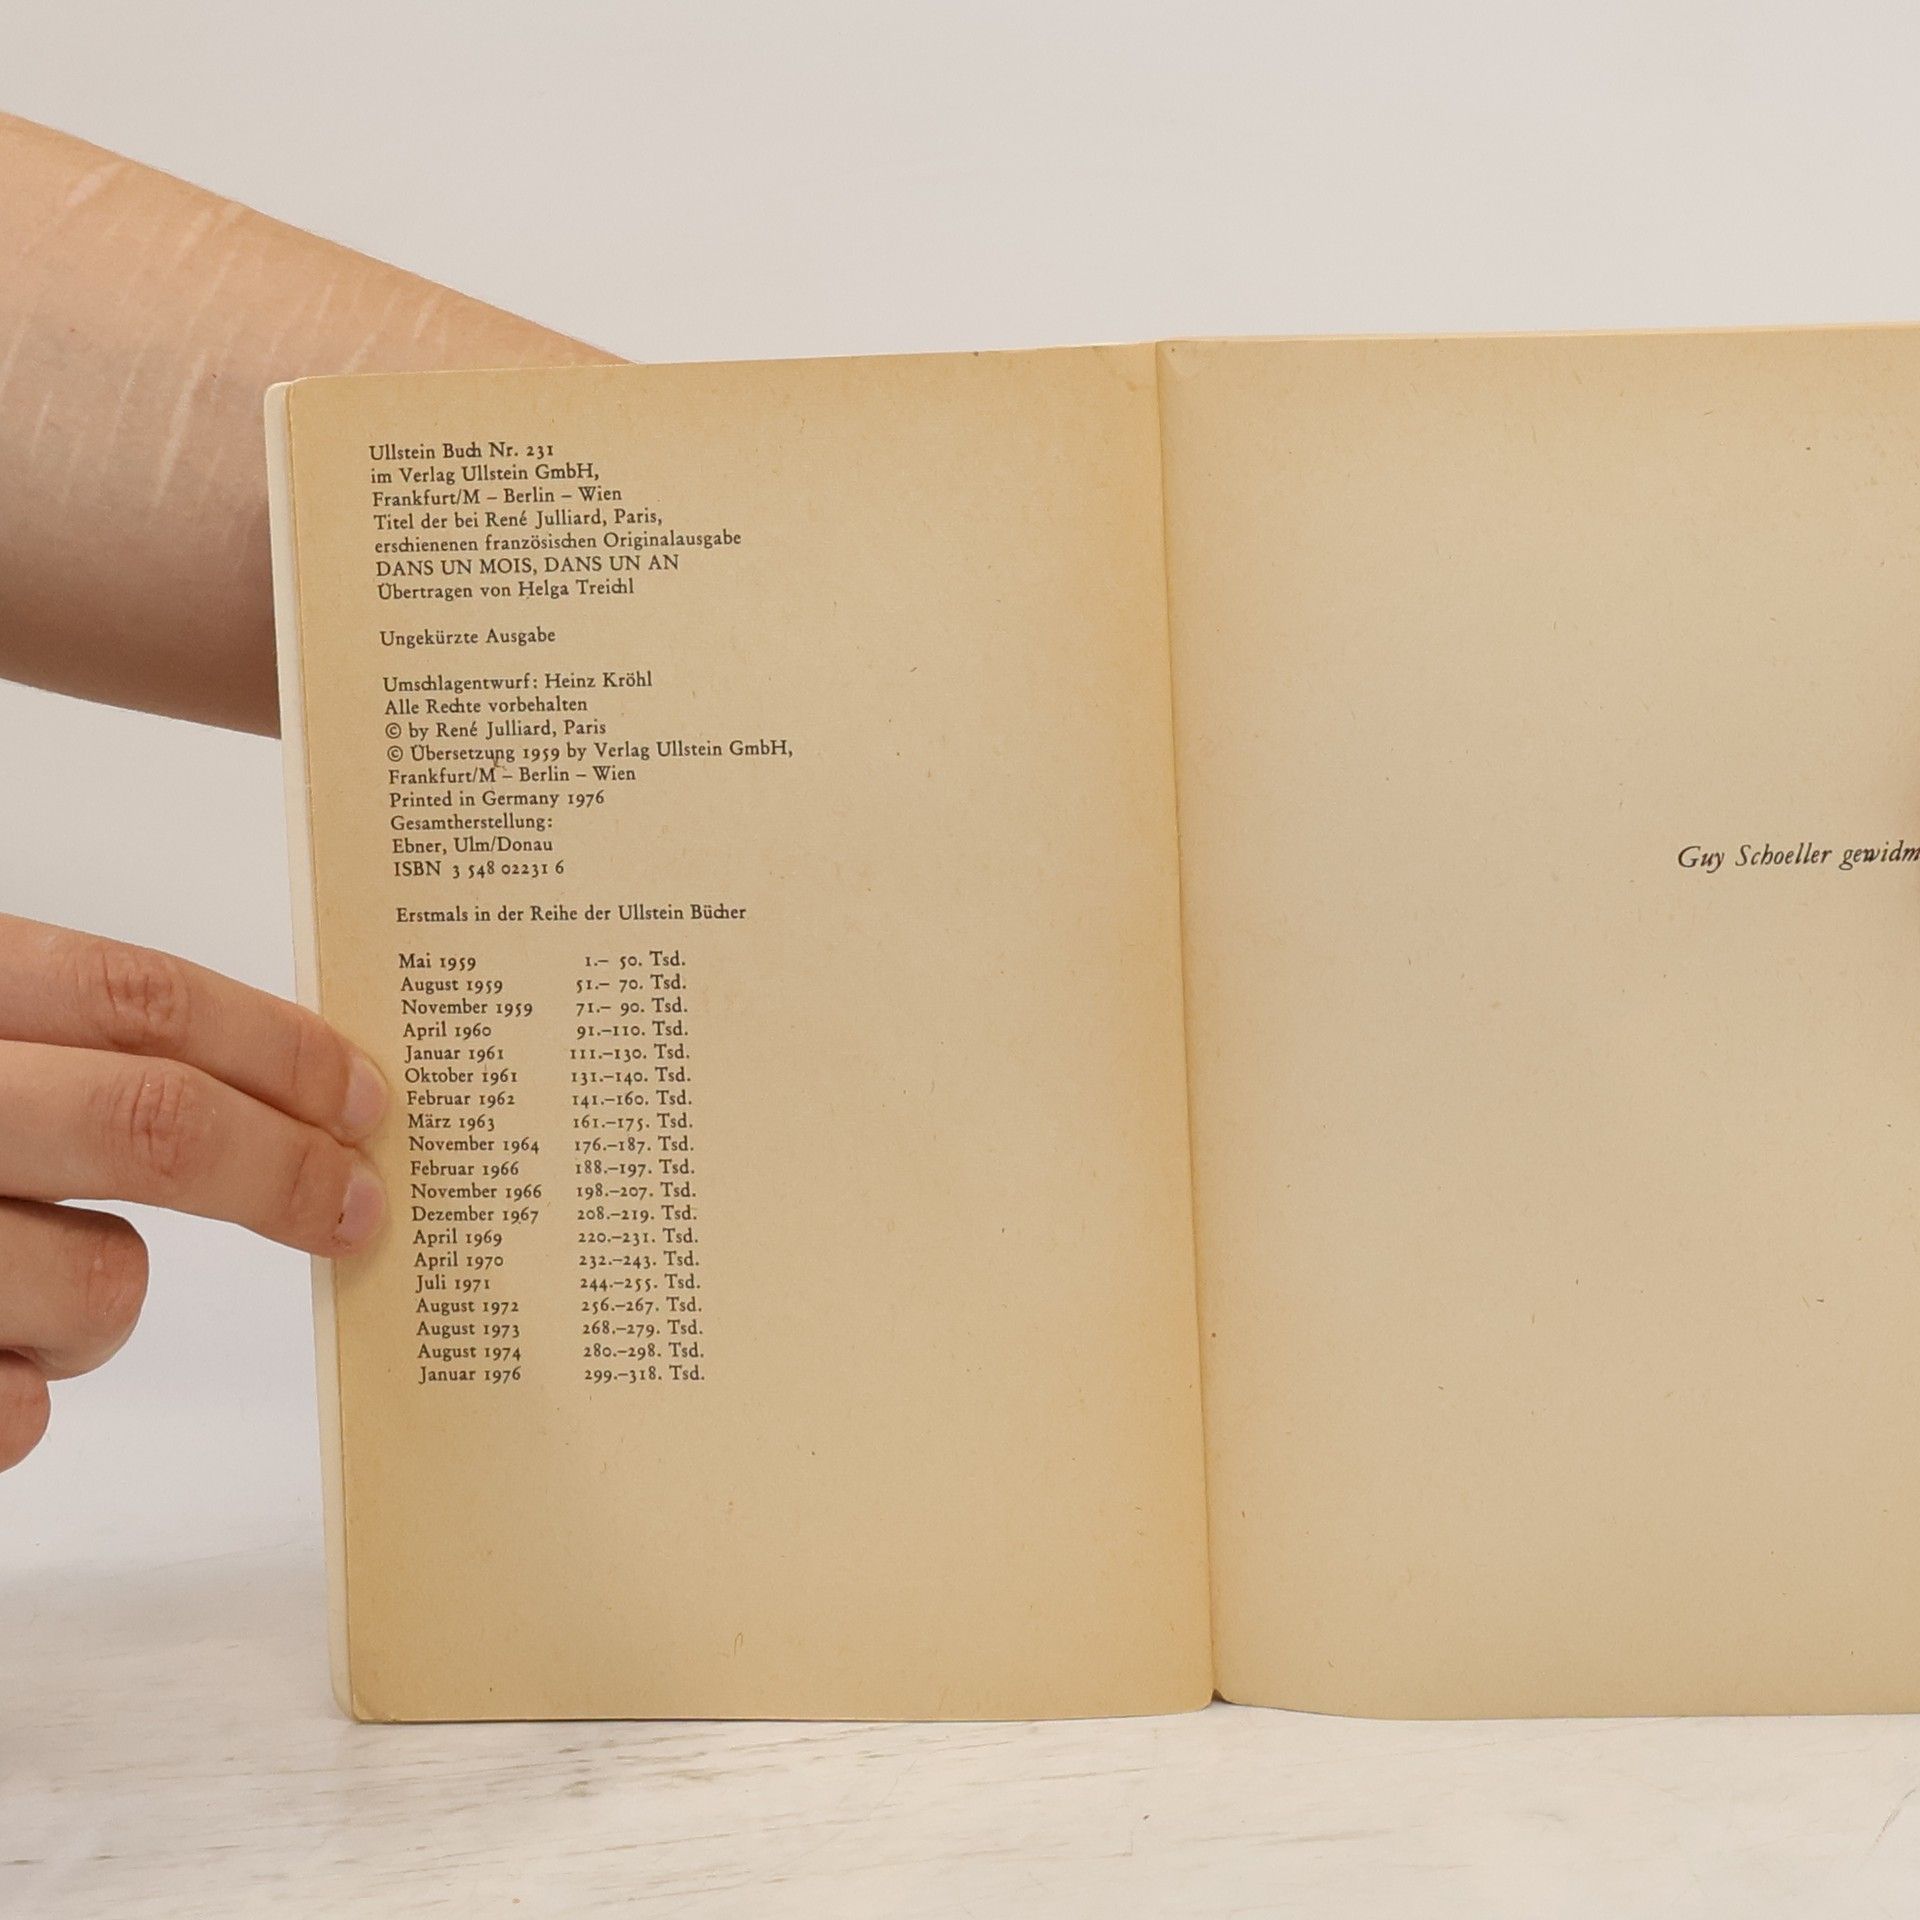 Ullstein Buch Nr. 231
im Verlag Ullstein GmbH,
Frankfurt/M – Berlin – Wien
Titel der bei René Julliard, Paris,
erschienenen französischen Originalausgabe
DANS UN MOIS, DANS UN AN
Übertragen von Helga Treichl
Ungekürzte Ausgabe
Umschlagentwurf: Heinz Kröhl
Alle Rechte vorbehalten
© by René Julliard, Paris
© Übersetzung 1959 by Verlag Ullstein GmbH,
Frankfurt/M – Berlin – Wien
Printed in Germany 1976
Gesamtherstellung:
Ebner, Ulm/Donau
ISBN 3 548 02231 6
Erstmals in der Reihe der Ullstein Bücher
Mai 1959 1.– 50. Tsd.
August 1959 51.– 70. Tsd.
November 1959 71.– 90. Tsd.
April 1960 91.–110. Tsd.
Januar 1961 111.–130. Tsd.
Oktober 1961 131.–140. Tsd.
Februar 1962 141.–160. Tsd.
März 1963 161.–175. Tsd.
November 1964 176.–187. Tsd.
Februar 1966 188.–197. Tsd.
November 1966 198.–207. Tsd.
Dezember 1967 208.–219. Tsd.
April 1969 220.–231. Tsd.
April 1970 232.–243. Tsd.
Juli 1971 244.–255. Tsd.
August 1972 256.–267. Tsd.
August 1973 268.–279. Tsd.
August 1974 280.–298. Tsd.
Januar 1976 299.–318. Tsd.
Guy Schoeller gewidm